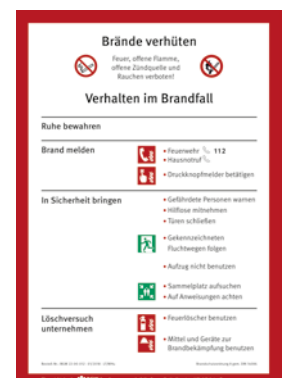 Brände verhüten
Feuer, offene Flamme,
offene Zündquelle und
Rauchen verboten!
Verhalten im Brandfall
Ruhe bewahren
Brand melden
• Feuerwehr 112
• Hausnotruf
• Druckknopfmelder betätigen
In Sicherheit bringen
• Gefährdete Personen warnen
• Hilflose mitnehmen
• Türen schließen
• Gekennzeichneten
Fluchtwegen folgen
• Aufzug nicht benutzen
• Sammelplatz aufsuchen
• Auf Anweisungen achten
Löschversuch
unternehmen
• Feuerlöscher benutzen
• Mittel und Geräte zur
Brandbekämpfung benutzen